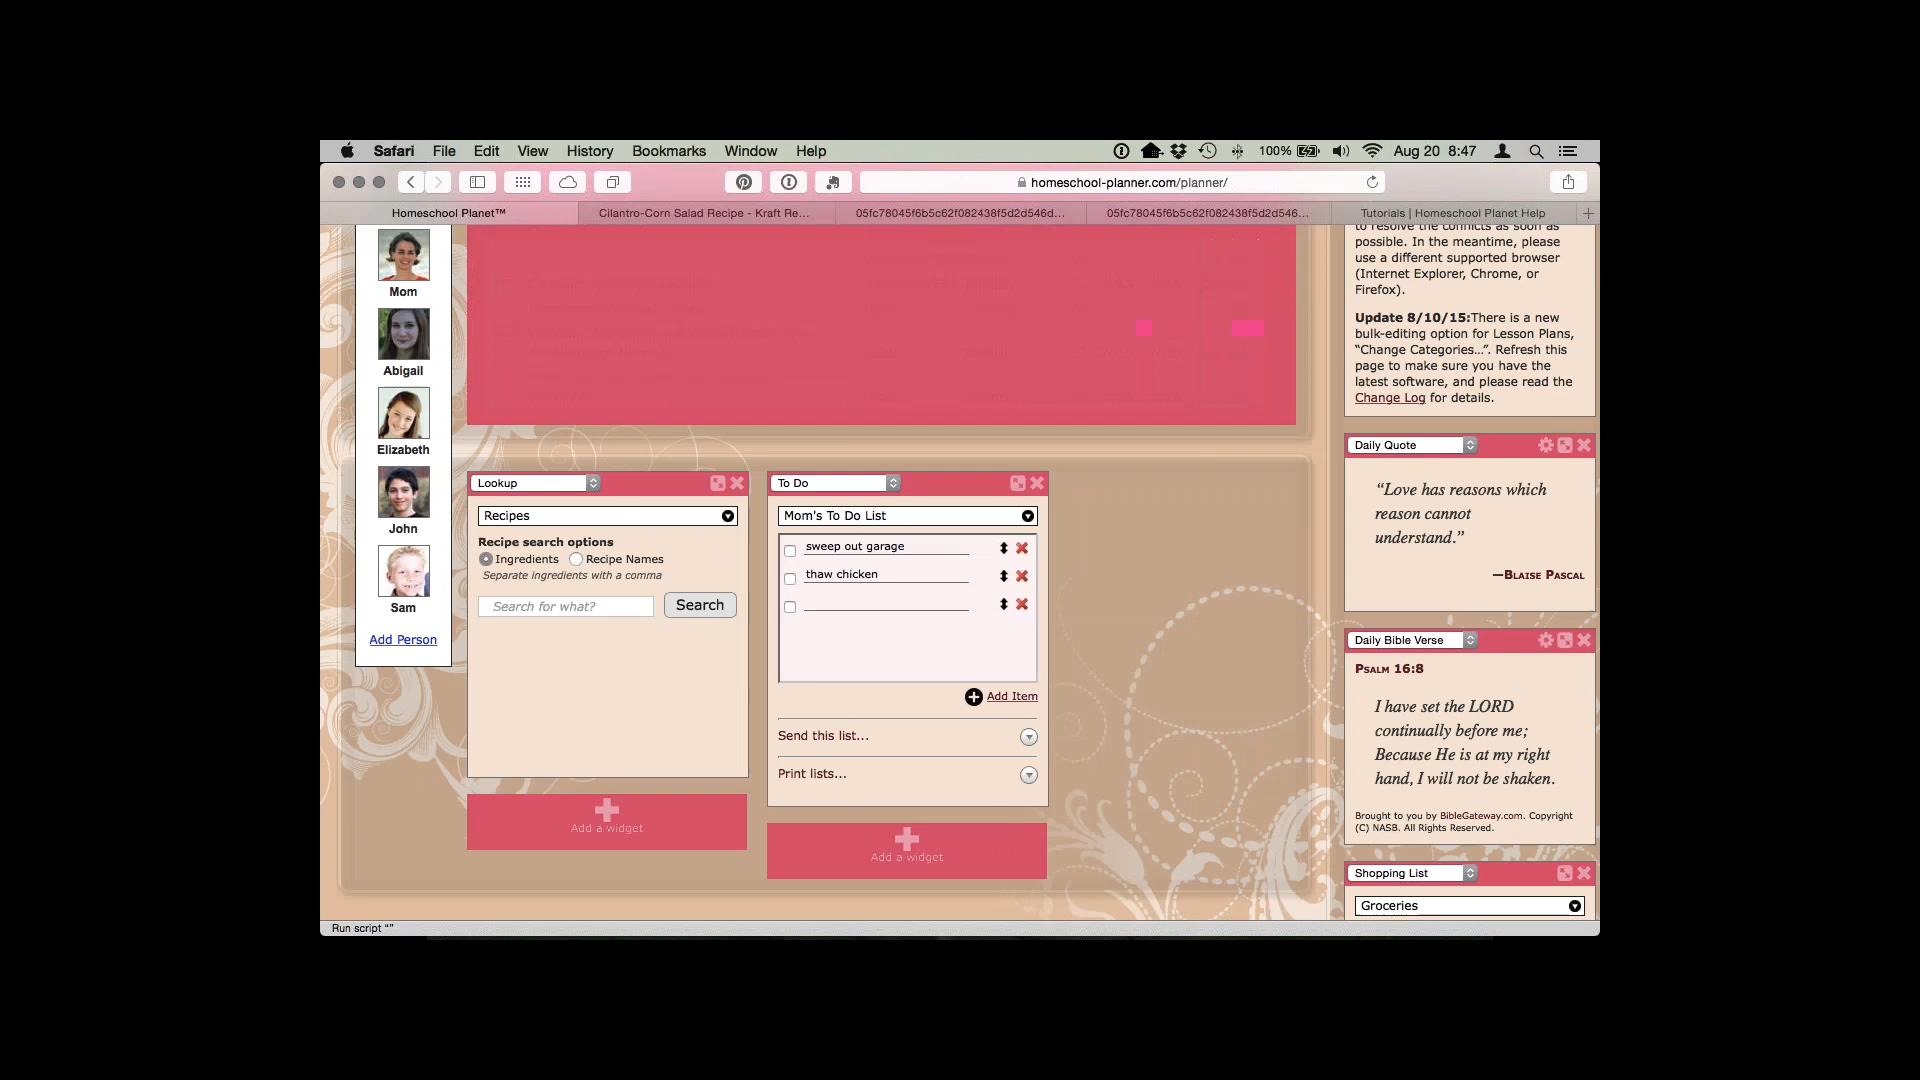 Safari File Edit View History Bookmarks Window Help 100% Aug 20 8:47
homeschool-planner.com/planner/
Homeschool Planet™ Cilantro-Corn Salad Recipe - Kraft Re... 05fc78045f6b5c62f082438f5d2d546d... 05fc78045f6b5c62f082438f5d2d546... Tutorials | Homeschool Planet Help
Mom
Abigail
Elizabeth
John
Sam
Add Person
Lookup
Recipes
Recipe search options
Ingredients Recipe Names
Separate ingredients with a comma
Search for what? Search
Add a widget
To Do
Mom's To Do List
sweep out garage
thaw chicken
Add Item
Send this list...
Print lists...
Add a widget
to resolve the conflicts as soon as
possible. In the meantime, please
use a different supported browser
(Internet Explorer, Chrome, or
Firefox).
Update 8/10/15:There is a new
bulk-editing option for Lesson Plans,
“Change Categories...”. Refresh this
page to make sure you have the
latest software, and please read the
Change Log for details.
Daily Quote
“Love has reasons which
reason cannot
understand.”
—Blaise Pascal
Daily Bible Verse
Psalm 16:8
I have set the LORD
continually before me;
Because He is at my right
hand, I will not be shaken.
Brought to you by BibleGateway.com. Copyright
(C) NASB. All Rights Reserved.
Shopping List
Groceries
Run script “”